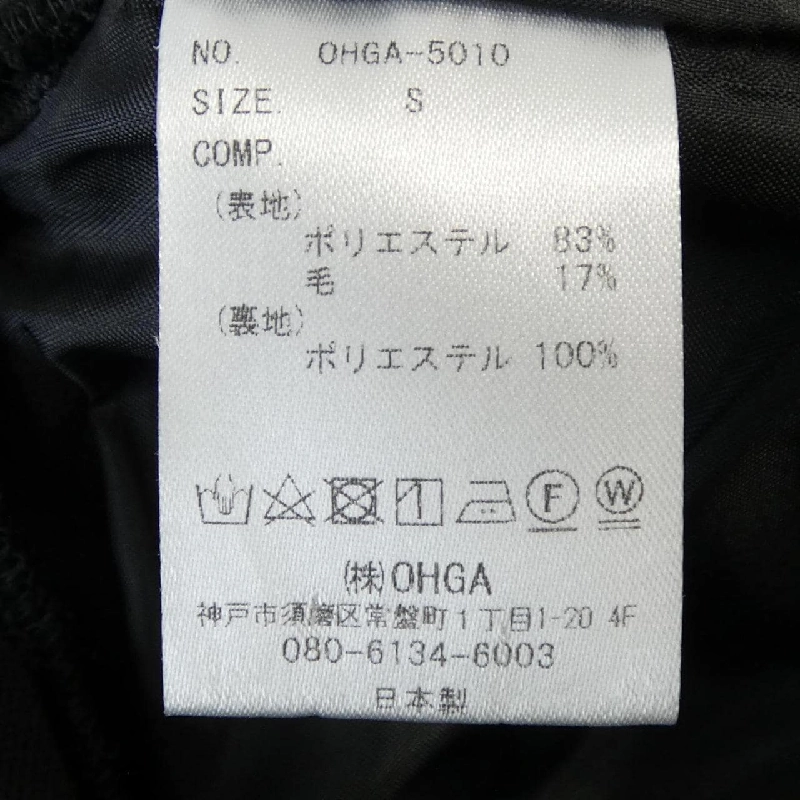 NO. OHGA-5010
SIZE. S
COMP.
(表地)
ポリエステル 83%
毛 17%
(裏地)
ポリエステル 100%
F W
(株)OHGA
神戸市須磨区常盤町1丁目1-20 4F
080-6134-6003
日本製